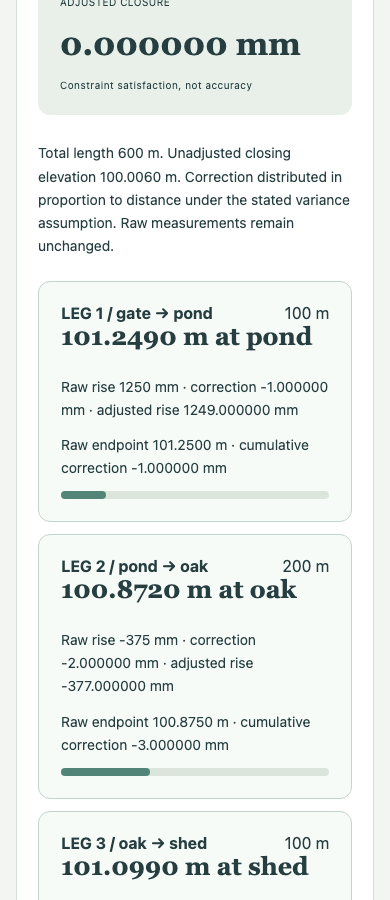 ADJUSTED CLOSURE
0.000000 mm
Constraint satisfaction, not accuracy
Total length 600 m. Unadjusted closing
elevation 100.0060 m. Correction distributed in
proportion to distance under the stated variance
assumption. Raw measurements remain
unchanged.
LEG 1 / gate → pond 100 m
101.2490 m at pond
Raw rise 1250 mm · correction -1.000000
mm · adjusted rise 1249.000000 mm
Raw endpoint 101.2500 m · cumulative
correction -1.000000 mm
LEG 2 / pond → oak 200 m
100.8720 m at oak
Raw rise -375 mm · correction
-2.000000 mm · adjusted rise
-377.000000 mm
Raw endpoint 100.8750 m · cumulative
correction -3.000000 mm
LEG 3 / oak → shed 100 m
101.0990 m at shed